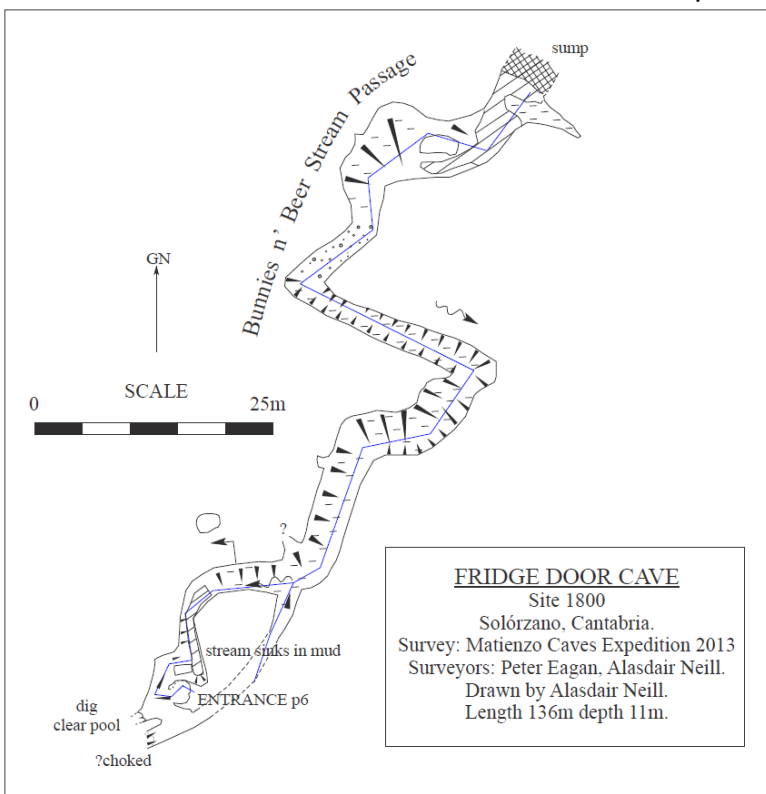 sump
Bunnies n' Beer Stream Passage
GN
SCALE
0 25m
?
stream sinks in mud
ENTRANCE p6
dig
clear pool
?choked
FRIDGE DOOR CAVE
Site 1800
Solórzano, Cantabria.
Survey: Matienzo Caves Expedition 2013
Surveyors: Peter Eagan, Alasdair Neill.
Drawn by Alasdair Neill.
Length 136m depth 11m.